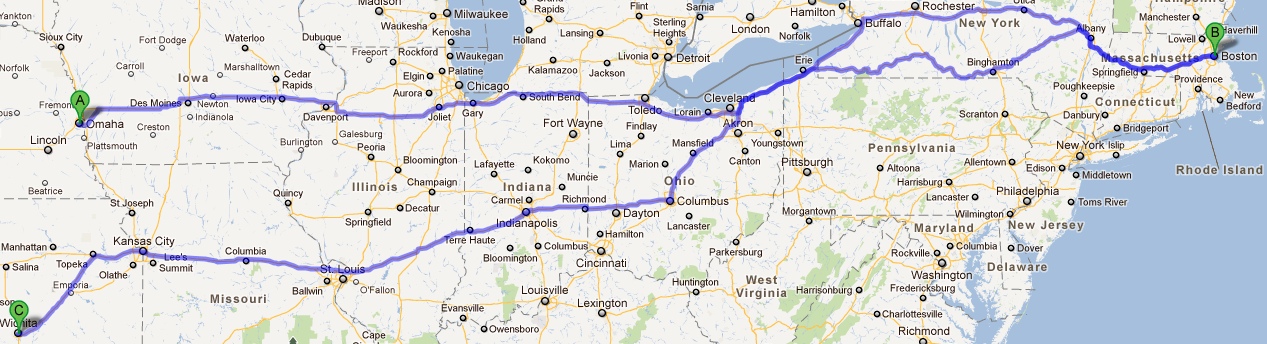 Yankton
Sioux City
Norfolk
Fort Dodge
Waterloo
Dubuque
Madison
Waukesha
Milwaukee
Kenosha
Waukegan
Rockford
Freeport
Palatine
Elgin
Aurora
Chicago
Grand Rapids
Holland
Lansing
Flint
Sterling Heights
Sarnia
London
Hamilton
Norfolk
Livonia
Detroit
Kalamazoo
Jackson
Buffalo
Rochester
Utica
New York
Albany
Hampshire
Manchester
Lowell
Haverhill
B
Boston
Massachusetts
Springfield
Providence
New Bedford
Rhode Island
Connecticut
Poughkeepsie
Danbury
Bridgeport
Binghamton
Erie
Iowa
Carroll
Marshalltown
Cedar Rapids
Iowa City
Des Moines
Newton
Indianola
Creston
Davenport
Joliet
Gary
South Bend
Toledo
Lorain
Cleveland
Akron
Youngstown
Canton
A
Omaha
Fremont
Lincoln
Plattsmouth
Beatrice
Burlington
Galesburg
Peoria
Bloomington
Champaign
Illinois
Decatur
Springfield
Quincy
Lafayette
Kokomo
Indiana
Muncie
Carmel
Richmond
Indianapolis
Fort Wayne
Findlay
Lima
Marion
Mansfield
Ohio
Columbus
Dayton
Lancaster
Pittsburgh
Pennsylvania
Scranton
Altoona
Allentown
Harrisburg
Lancaster
Edison
New York
Islip
Middletown
Philadelphia
Toms River
Wilmington
New Jersey
Maryland
Columbia
Dover
Delaware
Rockville
Washington
Fredericksburg
Harrisonburg
Charlottesville
Richmond
Morgantown
Parkersburg
West Virginia
Huntington
Hamilton
Cincinnati
Columbus
Bloomington
Terre Haute
Louisville
Lexington
Evansville
Owensboro
St Joseph
Kansas City
Lee's Summit
Olathe
Columbia
Missouri
St. Louis
Ballwin
O'Fallon
Cape
Manhattan
Salina
Topeka
Emporia
C
Wichita